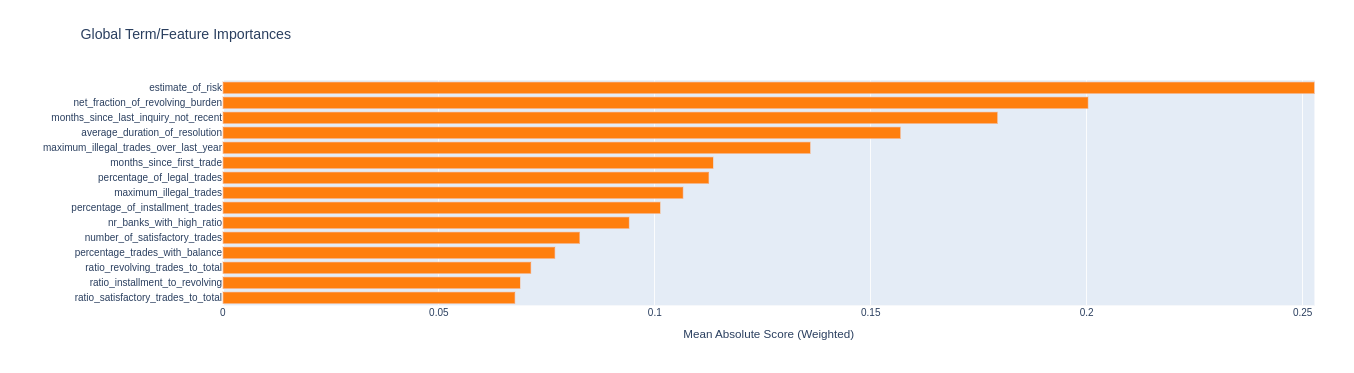 Global Term/Feature Importances
estimate_of_risk
net_fraction_of_revolving_burden
months_since_last_inquiry_not_recent
average_duration_of_resolution
maximum_illegal_trades_over_last_year
months_since_first_trade
percentage_of_legal_trades
maximum_illegal_trades
percentage_of_installment_trades
nr_banks_with_high_ratio
number_of_satisfactory_trades
percentage_trades_with_balance
ratio_revolving_trades_to_total
ratio_installment_to_revolving
ratio_satisfactory_trades_to_total
0 0.05 0.1 0.15 0.2 0.25
Mean Absolute Score (Weighted)